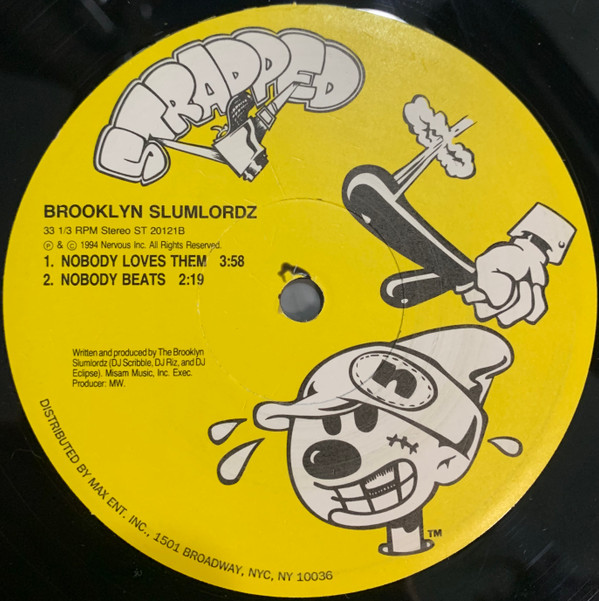 STRAPPED
BROOKLYN SLUMLORDZ
33 1/3 RPM Stereo ST 20121B
Ⓟ & © 1994 Nervous Inc. All Rights Reserved.
1. NOBODY LOVES THEM 3:58
2. NOBODY BEATS 2:19
Written and produced by The Brooklyn
Slumlordz (DJ Scribble, DJ Riz, and DJ
Eclipse). Misam Music, Inc. Exec.
Producer: MW.
n
TM
DISTRIBUTED BY MAX ENT. INC., 1501 BROADWAY, NYC, NY 10036